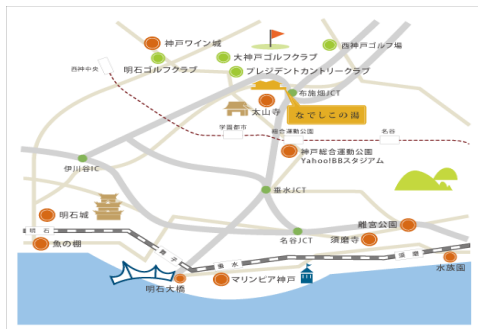 神戸ワイン城
西神戸ゴルフ場
大神戸ゴルフクラブ
明石ゴルフクラブ
プレジデントカントリークラブ
西神中央
布施畑JCT
太山寺
なでしこの湯
学園都市
総合運動公園
名谷
神戸総合運動公園
Yahoo!BBスタジアム
伊川谷IC
垂水JCT
明石城
離宮公園
明石
名谷JCT
須磨寺
魚の棚
舞子
垂水
須磨
水族園
明石大橋
マリンピア神戸